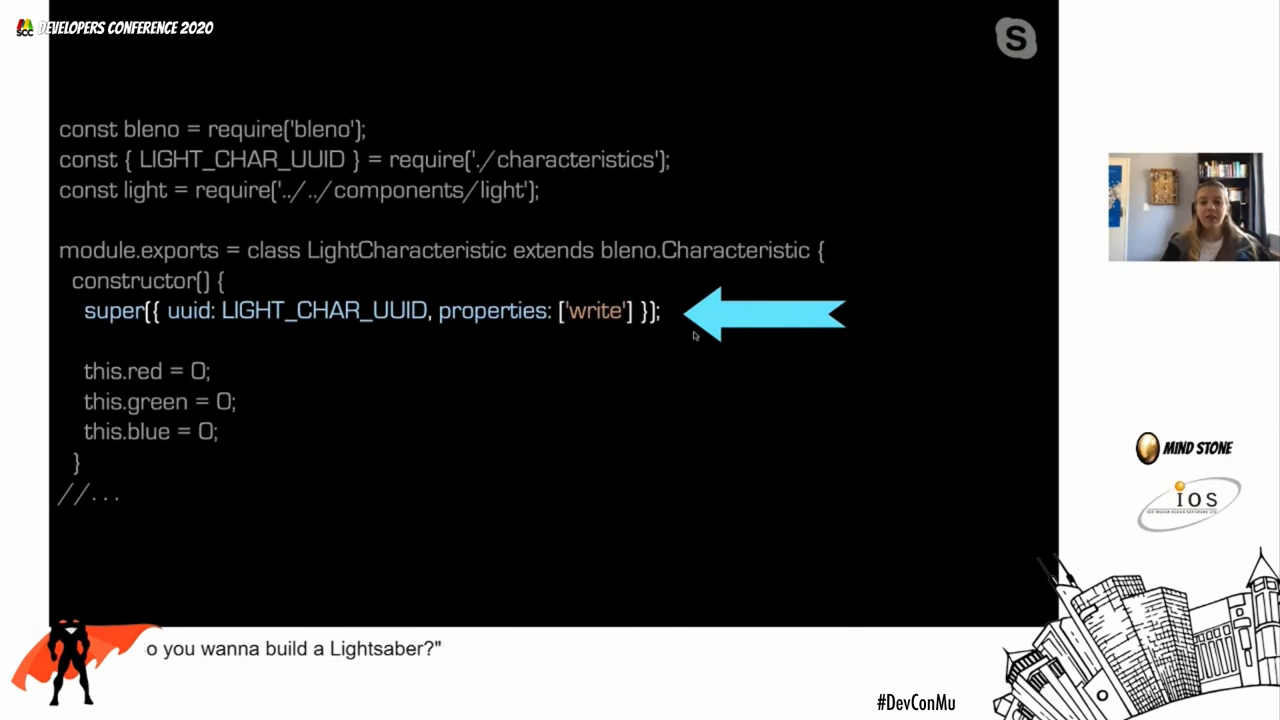 SCC
DEVELOPERS CONFERENCE 2020
S
const bleno = require('bleno');
const { LIGHT_CHAR_UUID } = require('./characteristics');
const light = require('../../components/light');
module.exports = class LightCharacteristic extends bleno.Characteristic {
constructor() {
super({ uuid: LIGHT_CHAR_UUID, properties: ['write'] });
this.red = 0;
this.green = 0;
this.blue = 0;
}
//...
MIND STONE
IOS
o you wanna build a Lightsaber?"
#DevConMu